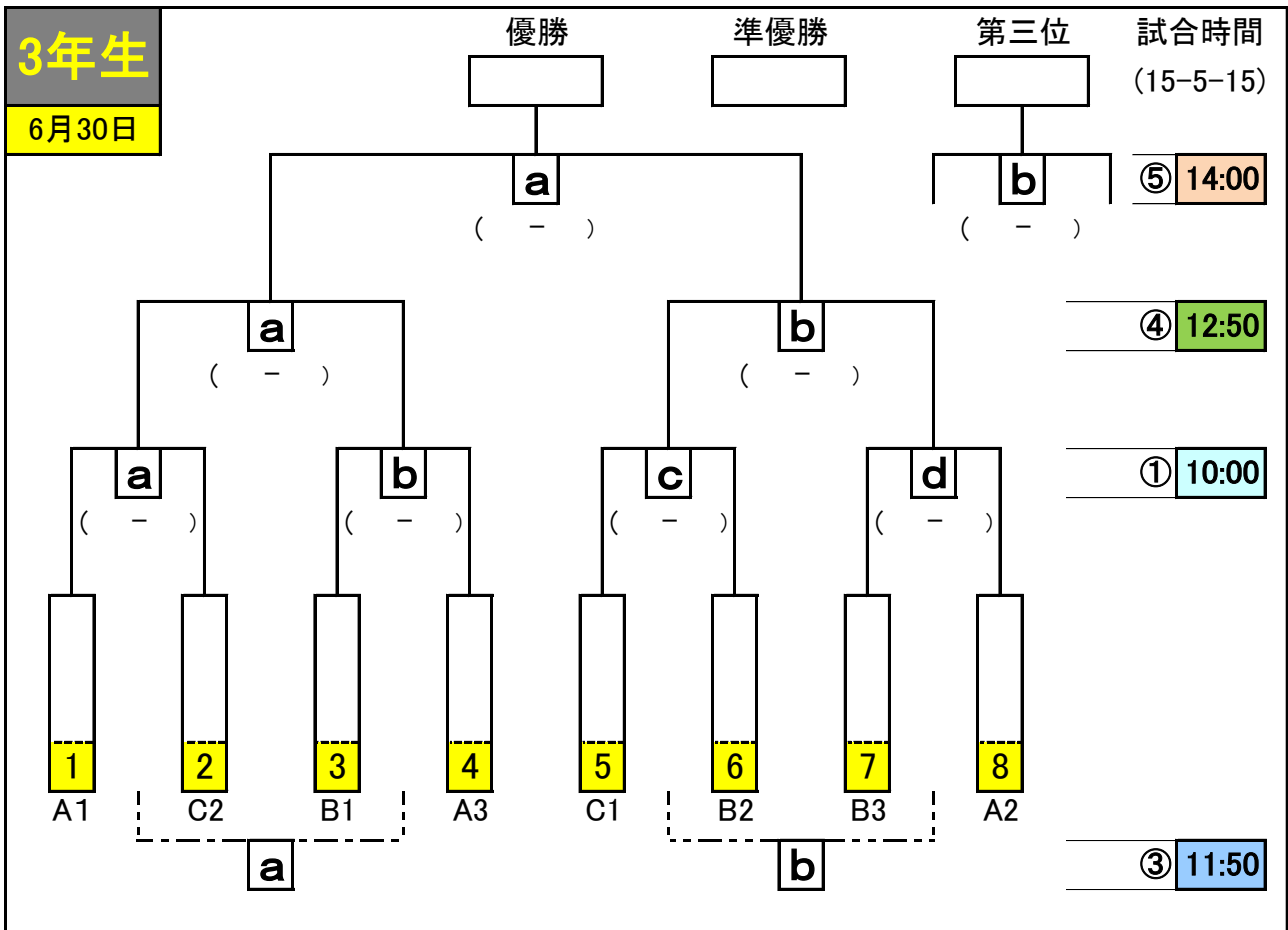 3年生
6月30日
優勝 準優勝 第三位 試合時間
(15-5-15)
a b ⑤ 14:00
( - ) ( - )
a b ④ 12:50
( - ) ( - )
a b c d ① 10:00
( - ) ( - ) ( - ) ( - )
1 2 3 4 5 6 7 8
A1 C2 B1 A3 C1 B2 B3 A2
a b ③ 11:50